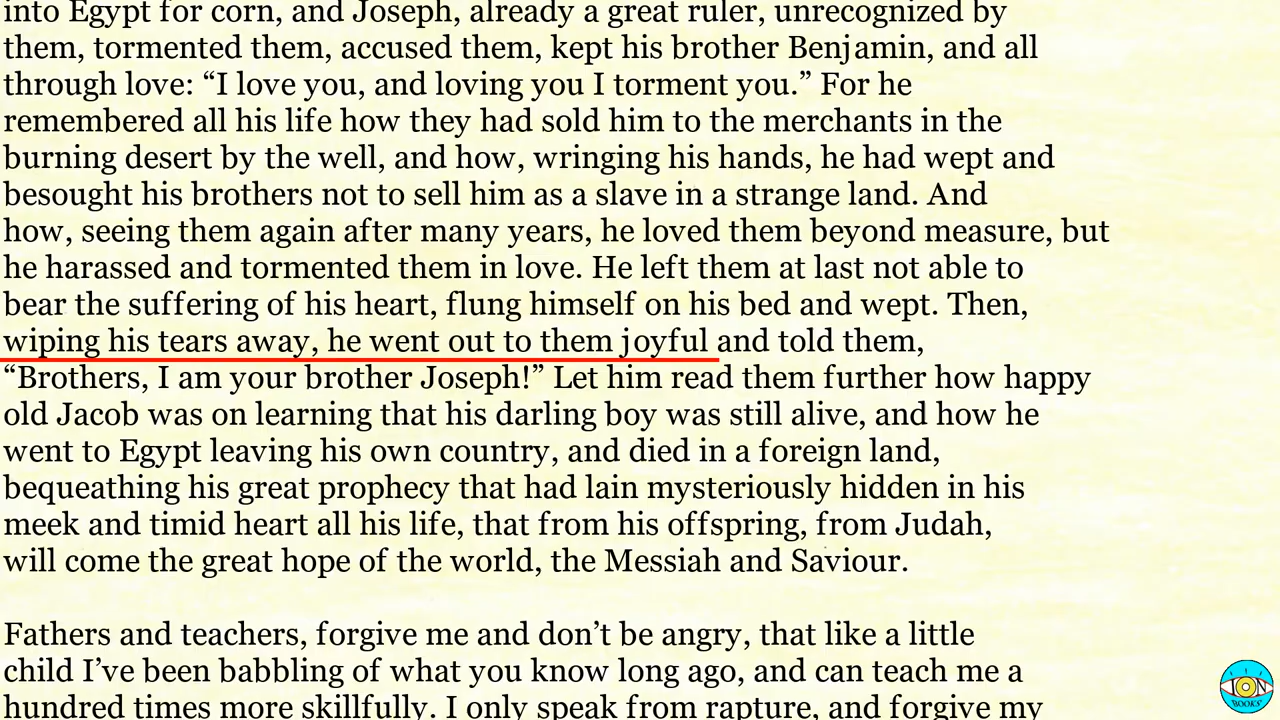 into Egypt for corn, and Joseph, already a great ruler, unrecognized by
them, tormented them, accused them, kept his brother Benjamin, and all
through love: “I love you, and loving you I torment you.” For he
remembered all his life how they had sold him to the merchants in the
burning desert by the well, and how, wringing his hands, he had wept and
besought his brothers not to sell him as a slave in a strange land. And
how, seeing them again after many years, he loved them beyond measure, but
he harassed and tormented them in love. He left them at last not able to
bear the suffering of his heart, flung himself on his bed and wept. Then,
wiping his tears away, he went out to them joyful and told them,
“Brothers, I am your brother Joseph!” Let him read them further how happy
old Jacob was on learning that his darling boy was still alive, and how he
went to Egypt leaving his own country, and died in a foreign land,
bequeathing his great prophecy that had lain mysteriously hidden in his
meek and timid heart all his life, that from his offspring, from Judah,
will come the great hope of the world, the Messiah and Saviour.
Fathers and teachers, forgive me and don’t be angry, that like a little
child I’ve been babbling of what you know long ago, and can teach me a
hundred times more skillfully. I only speak from rapture, and forgive my
ION
BOOKS